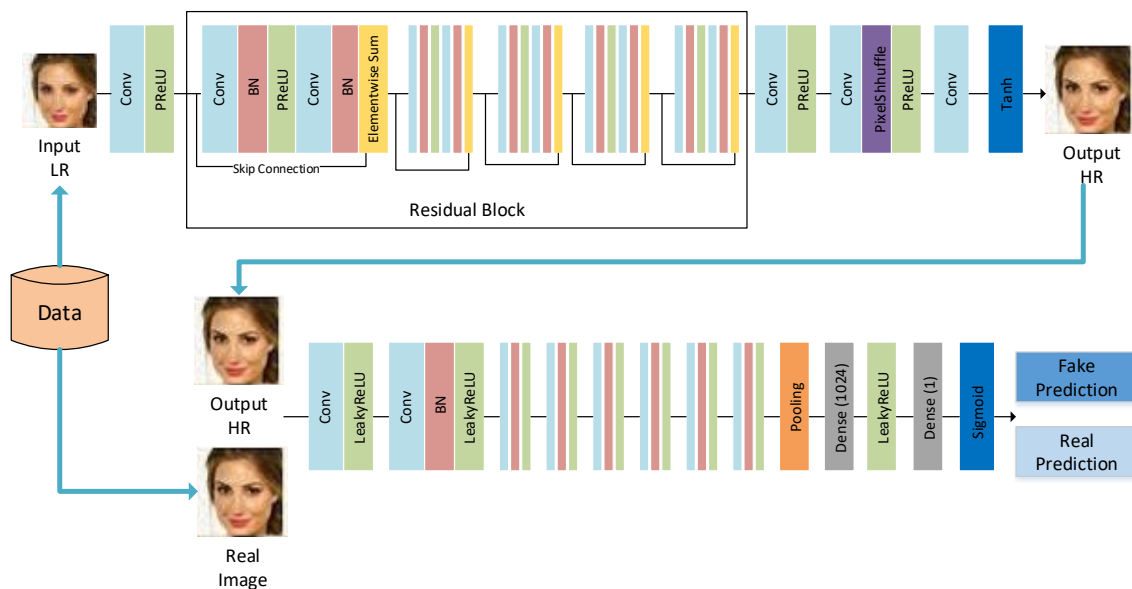 Input
LR
Conv
PReLU
Conv
BN
PReLU
Conv
BN
Elementwise Sum
Skip Connection
Residual Block
Conv
PReLU
Conv
PixelShhuffle
PReLU
Conv
Tanh
Output
HR
Data
Output
HR
Real
Image
Conv
LeakyReLU
Conv
BN
LeakyReLU
Pooling
Dense (1024)
LeakyReLU
Dense (1)
Sigmoid
Fake
Prediction
Real
Prediction